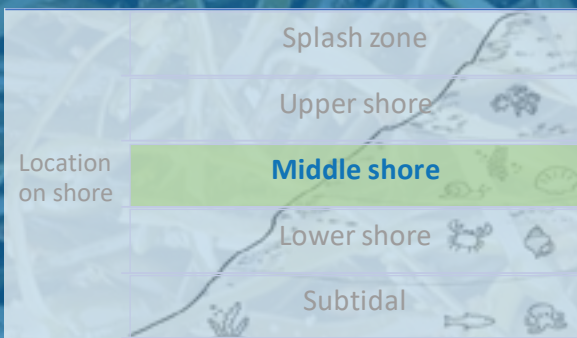 Splash zone
Upper shore
Location
on shore
Middle shore
Lower shore
Subtidal